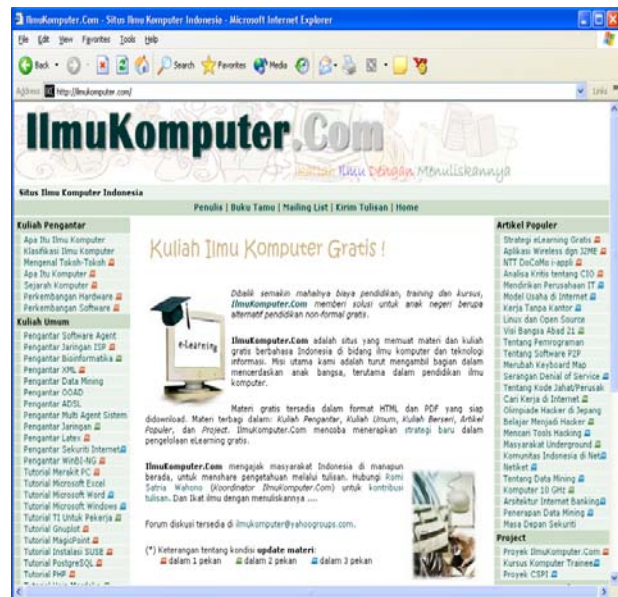 IlmuKomputer.Com - Situs Ilmu Komputer Indonesia - Microsoft Internet Explorer
File Edit View Favorites Tools Help
Back Search Favorites Media
Address http://ilmukomputer.com/ Links
IlmuKomputer.Com
Ikatlah Ilmu Dengan Menuliskannya
Situs Ilmu Komputer Indonesia
Penulis | Buku Tamu | Mailing List | Kirim Tulisan | Home
Kuliah Pengantar
Apa Itu Ilmu Komputer
Klasifikasi Ilmu Komputer
Mengenal Tokoh-Tokoh
Apa Itu Komputer
Sejarah Komputer
Perkembangan Hardware
Perkembangan Software
Kuliah Umum
Pengantar Software Agent
Pengantar Jaringan ISP
Pengantar Bioinformatika
Pengantar XML
Pengantar Data Mining
Pengantar OOAD
Pengantar ADSL
Pengantar Multi Agent Sistem
Pengantar Jaringan
Pengantar Latex
Pengantar Sekuriti Internet
Pengantar WinBI-NG
Tutorial Merakit PC
Tutorial Microsoft Excel
Tutorial Microsoft Word
Tutorial Microsoft Windows
Tutorial TI Untuk Pekerja
Tutorial Gnuplot
Tutorial MagicPoint
Tutorial Instalasi SUSE
Tutorial PostgreSQL
Tutorial PHP
Kuliah Ilmu Komputer Gratis !
e-Learning
Dibalik semakin mahalnya biaya pendidikan, training dan kursus,
IlmuKomputer.Com memberi solusi untuk anak negeri berupa
alternatif pendidikan non-formal gratis.
IlmuKomputer.Com adalah situs yang memuat materi dan kuliah
gratis berbahasa Indonesia di bidang ilmu komputer dan teknologi
informasi. Misi utama kami adalah turut mengambil bagian dalam
mencerdaskan anak bangsa, terutama dalam pendidikan ilmu
komputer.
Materi gratis tersedia dalam format HTML dan PDF yang siap
didownload. Materi terbagi dalam: Kuliah Pengantar, Kuliah Umum, Kuliah Berseri, Artikel
Populer, dan Project. IlmuKomputer.Com mencoba menerapkan strategi baru dalam
pengelolaan eLearning gratis.
IlmuKomputer.Com mengajak masyarakat Indonesia di manapun
berada, untuk menshare pengetahuan melalui tulisan. Hubungi Romi
Satria Wahono (Koordinator IlmuKomputer.Com) untuk kontribusi
tulisan. Dan Ikat ilmu dengan menuliskannya ....
Forum diskusi tersedia di ilmukomputer@yahoogroups.com.
(*) Keterangan tentang kondisi update materi:
dalam 1 pekan dalam 2 pekan dalam 3 pekan
Artikel Populer
Strategi eLearning Gratis
Aplikasi Wireless dgn J2ME
NTT DoCoMo i-appli
Analisa Kritis tentang CIO
Mendirikan Perusahaan IT
Model Usaha di Internet
Kerja Tanpa Kantor
Linus dan Open Source
Visi Bangsa Abad 21
Tentang Pemrograman
Tentang Software P2P
Merubah Keyboard Map
Serangan Denial of Service
Tentang Kode Jahat/Perusak
Cari Kerja di Internet
Olimpiade Hacker di Jepang
Belajar Menjadi Hacker
Mencari Tools Hacking
Masyarakat Underground
Komunitas Indonesia di Net
Netiket
Tentang Data Mining
Komputer 10 GHz
Arsitektur Internet Banking
Penerapan Data Mining
Masa Depan Sekuriti
Project
Proyek IlmuKomputer.Com
Kursus Komputer Trainee
Proyek CSPI